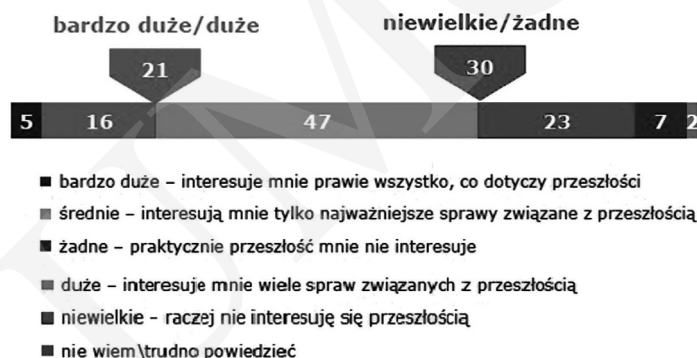 bardzo duże/duże
niewielkie/żadne
21
30
5 16 47 23 7 2
bardzo duże – interesuje mnie prawie wszystko, co dotyczy przeszłości
średnie – interesują mnie tylko najważniejsze sprawy związane z przeszłością
żadne – praktycznie przeszłość mnie nie interesuje
duże – interesuje mnie wiele spraw związanych z przeszłością
niewielkie – raczej nie interesuję się przeszłością
nie wiem\trudno powiedzieć